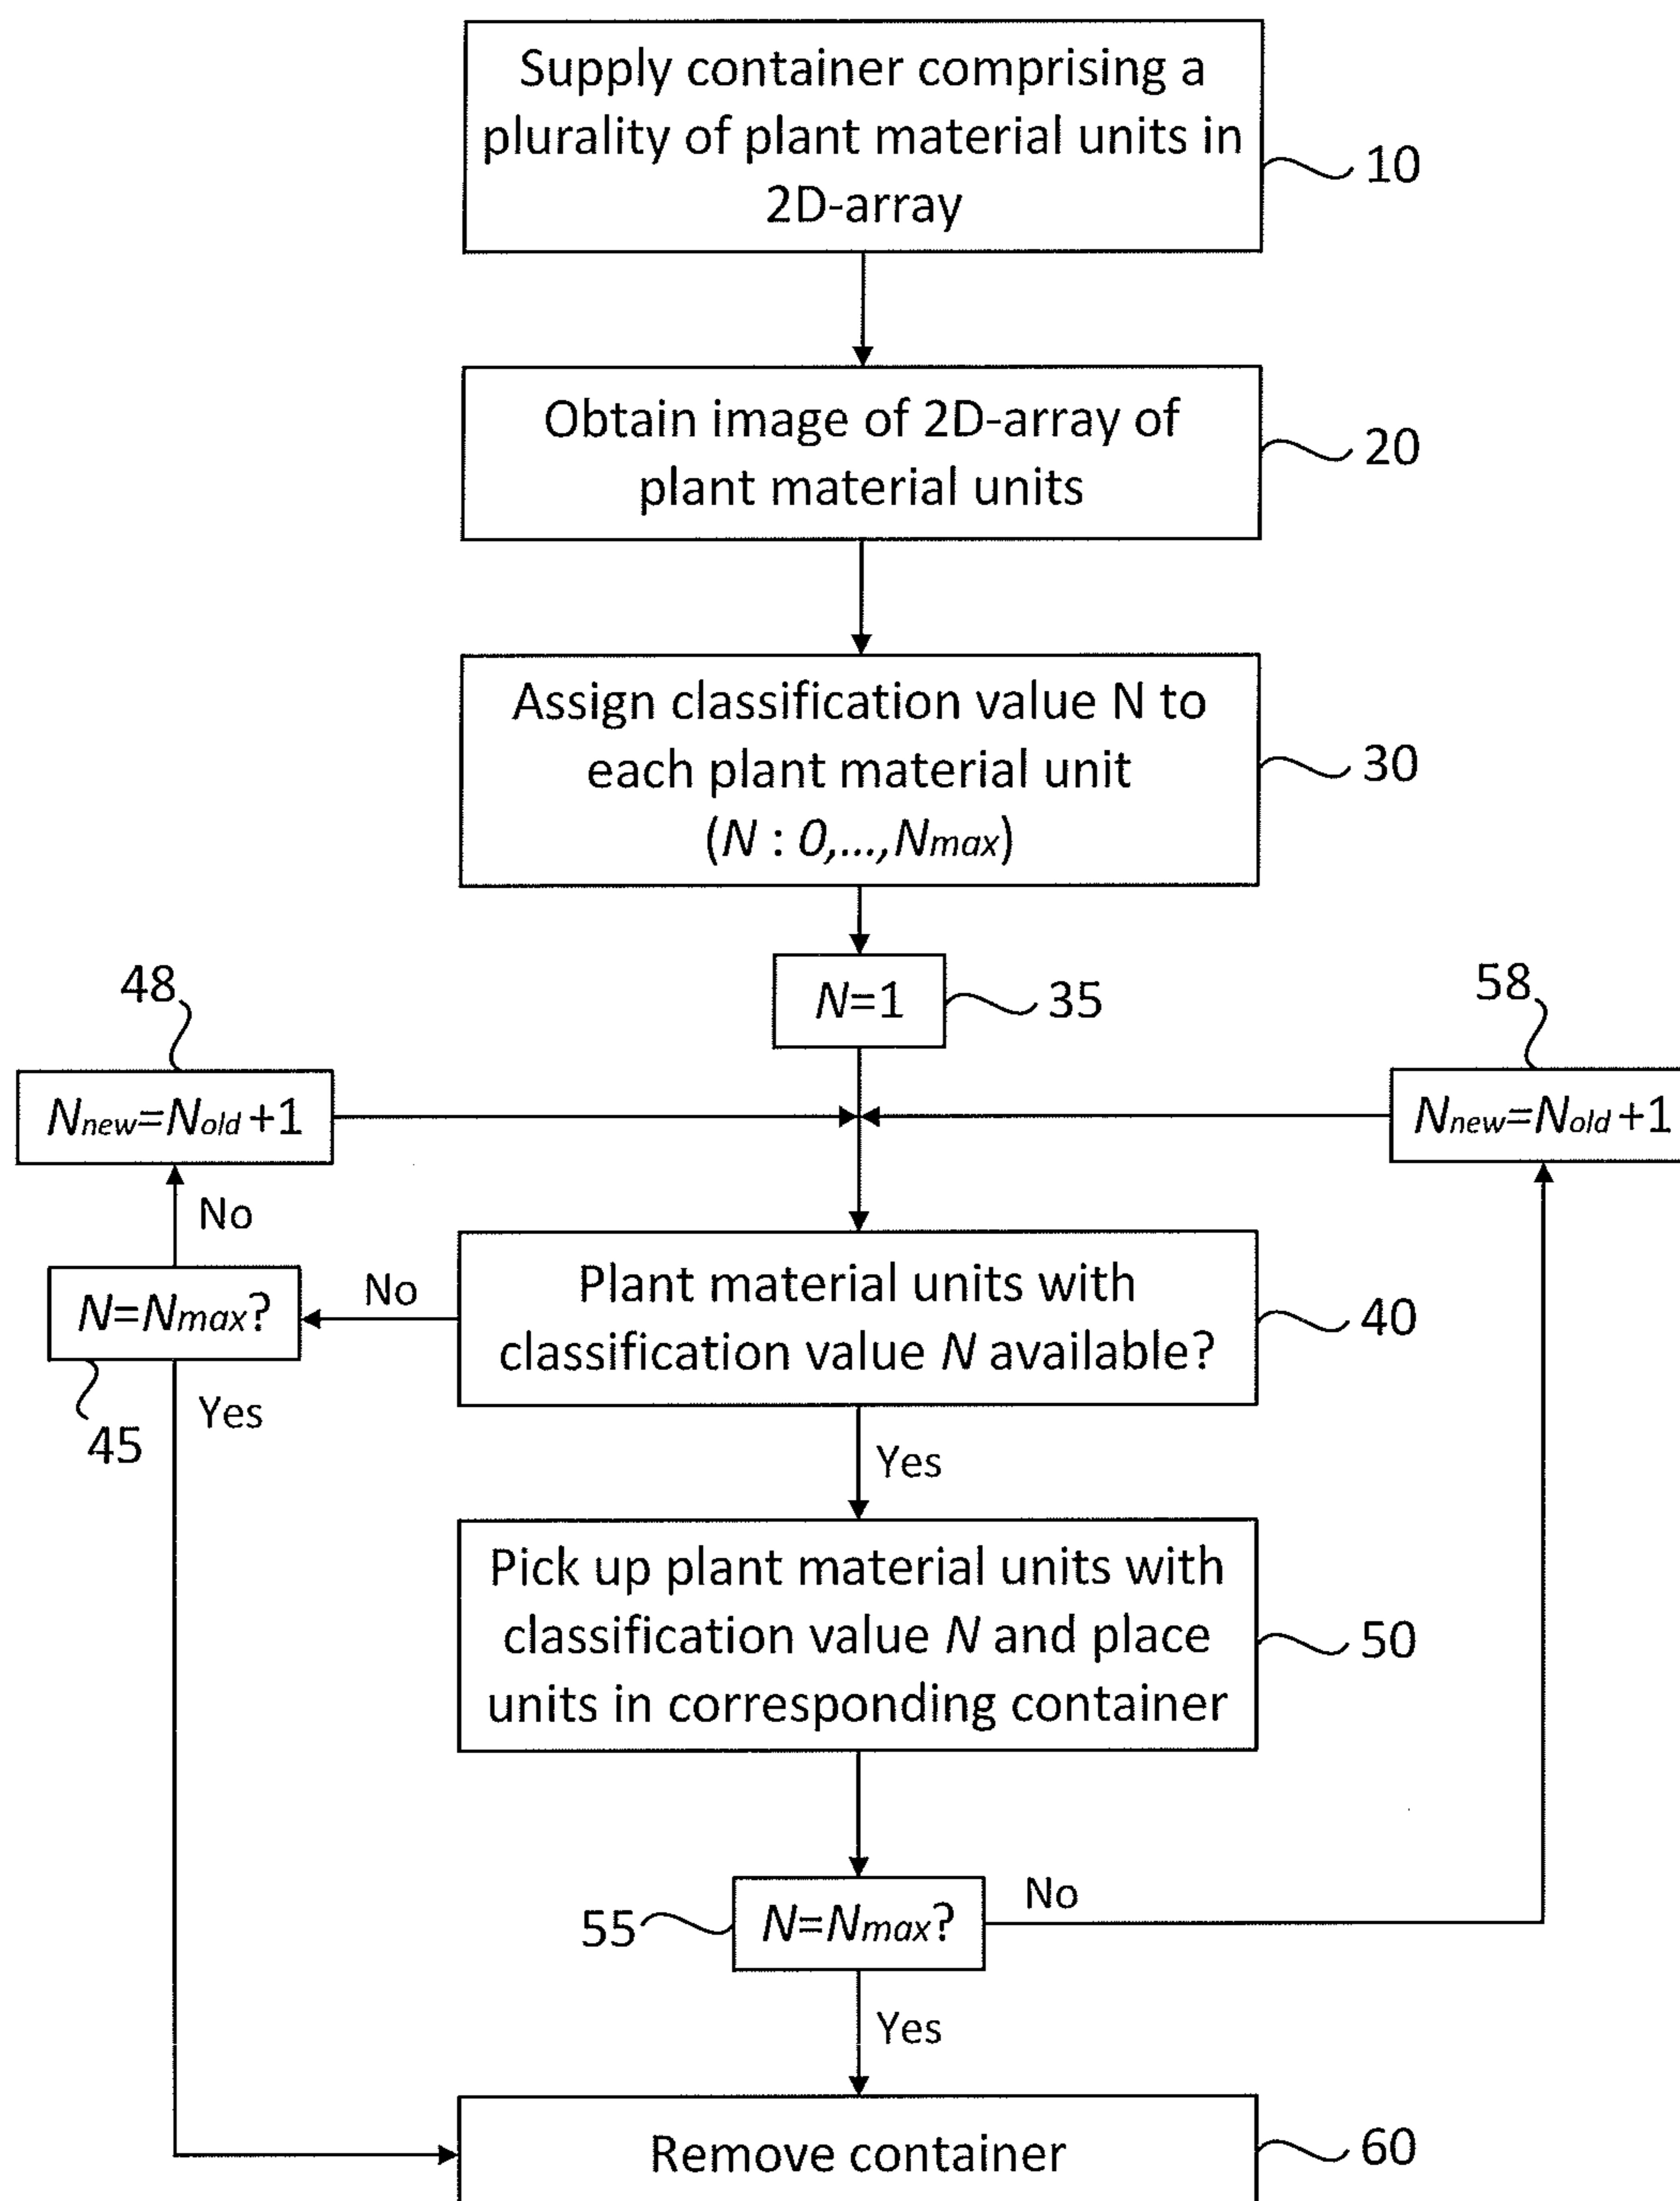 Supply container comprising a
plurality of plant material units in
2D-array
10
Obtain image of 2D-array of
plant material units
20
Assign classification value N to
each plant material unit
(N : 0,...,Nmax)
30
N=1
35
48
58
Nnew=Nold+1
Nnew=Nold+1
No
N=Nmax?
45
Yes
No
Plant material units with
classification value N available?
40
Yes
Pick up plant material units with
classification value N and place
units in corresponding container
50
55
N=Nmax?
No
Yes
Remove container
60